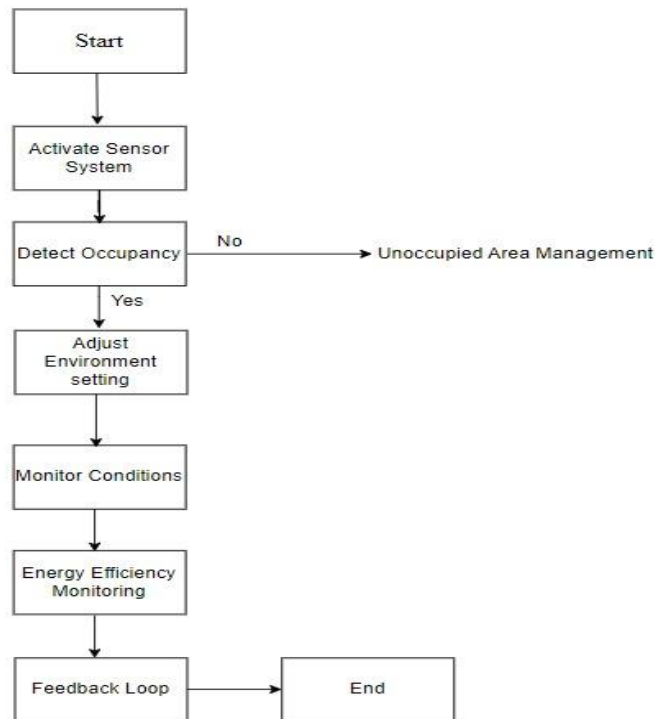 Start
Activate Sensor
System
Detect Occupancy
No
Unoccupied Area Management
Yes
Adjust
Environment
setting
Monitor Conditions
Energy Efficiency
Monitoring
Feedback Loop
End